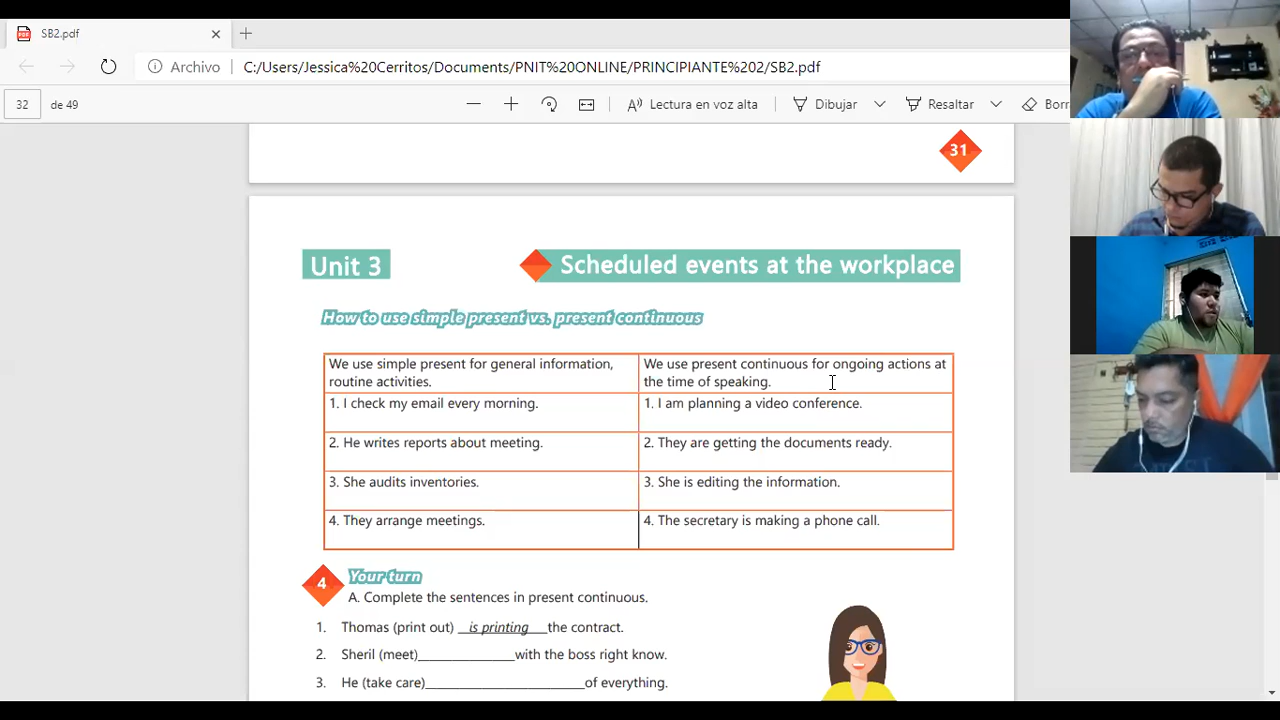 SB2.pdf
Archivo
C:/Users/Jessica%20Cerritos/Documents/PNIT%20ONLINE/PRINCIPIANTE%202/SB2.pdf
32 de 49
Lectura en voz alta
Dibujar
Resaltar
Borr
31
Unit 3
Scheduled events at the workplace
How to use simple present vs. present continuous
We use simple present for general information,
routine activities.
We use present continuous for ongoing actions at
the time of speaking.
1. I check my email every morning.
1. I am planning a video conference.
2. He writes reports about meeting.
2. They are getting the documents ready.
3. She audits inventories.
3. She is editing the information.
4. They arrange meetings.
4. The secretary is making a phone call.
4 Your turn
A. Complete the sentences in present continuous.
1. Thomas (print out) __is printing___the contract.
2. Sheril (meet)______________with the boss right know.
3. He (take care)_______________________of everything.